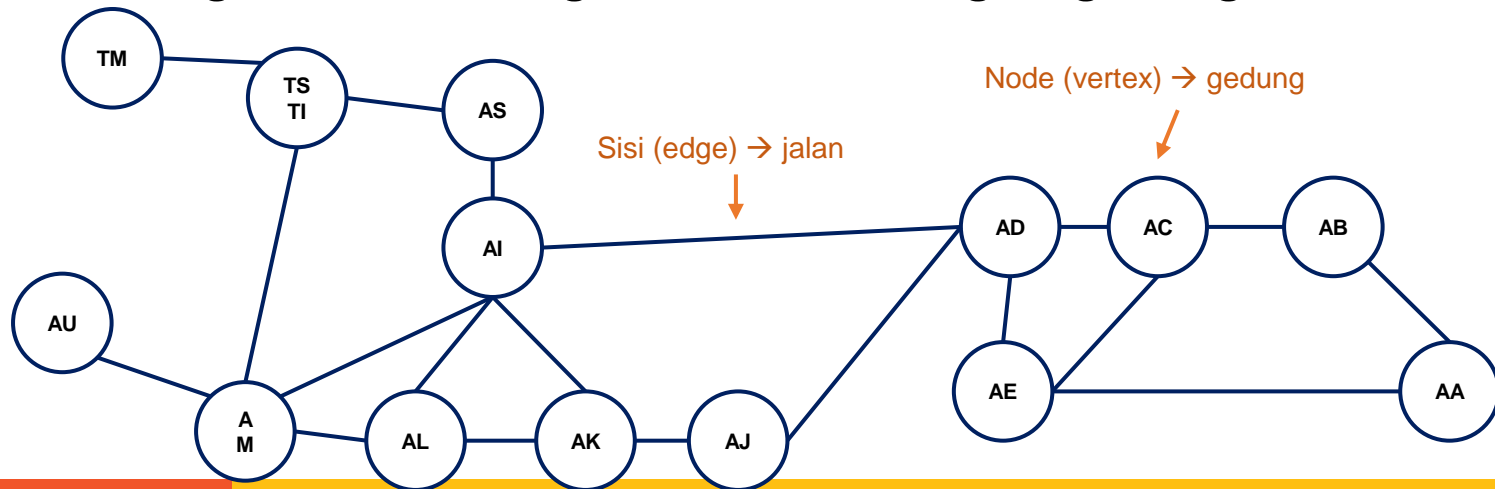 TM
TS
TI
AS
Node (vertex) → gedung
Sisi (edge) → jalan
AI
AD
AC
AB
AU
AE
AA
A
M
AL
AK
AJ